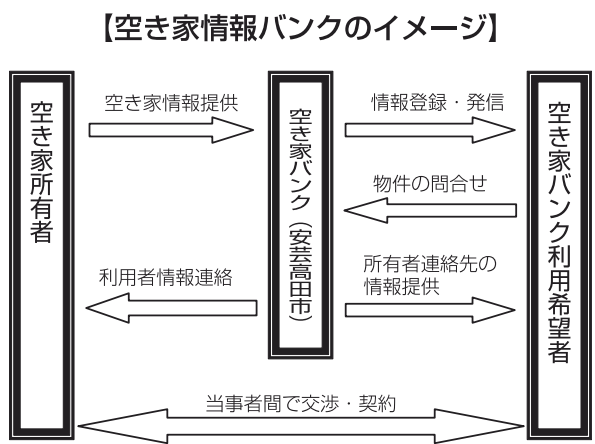 【空き家情報バンクのイメージ】
空き家所有者
空き家情報提供
空き家バンク（安芸高田市）
情報登録・発信
空き家バンク利用希望者
物件の問合せ
利用者情報連絡
所有者連絡先の
情報提供
当事者間で交渉・契約